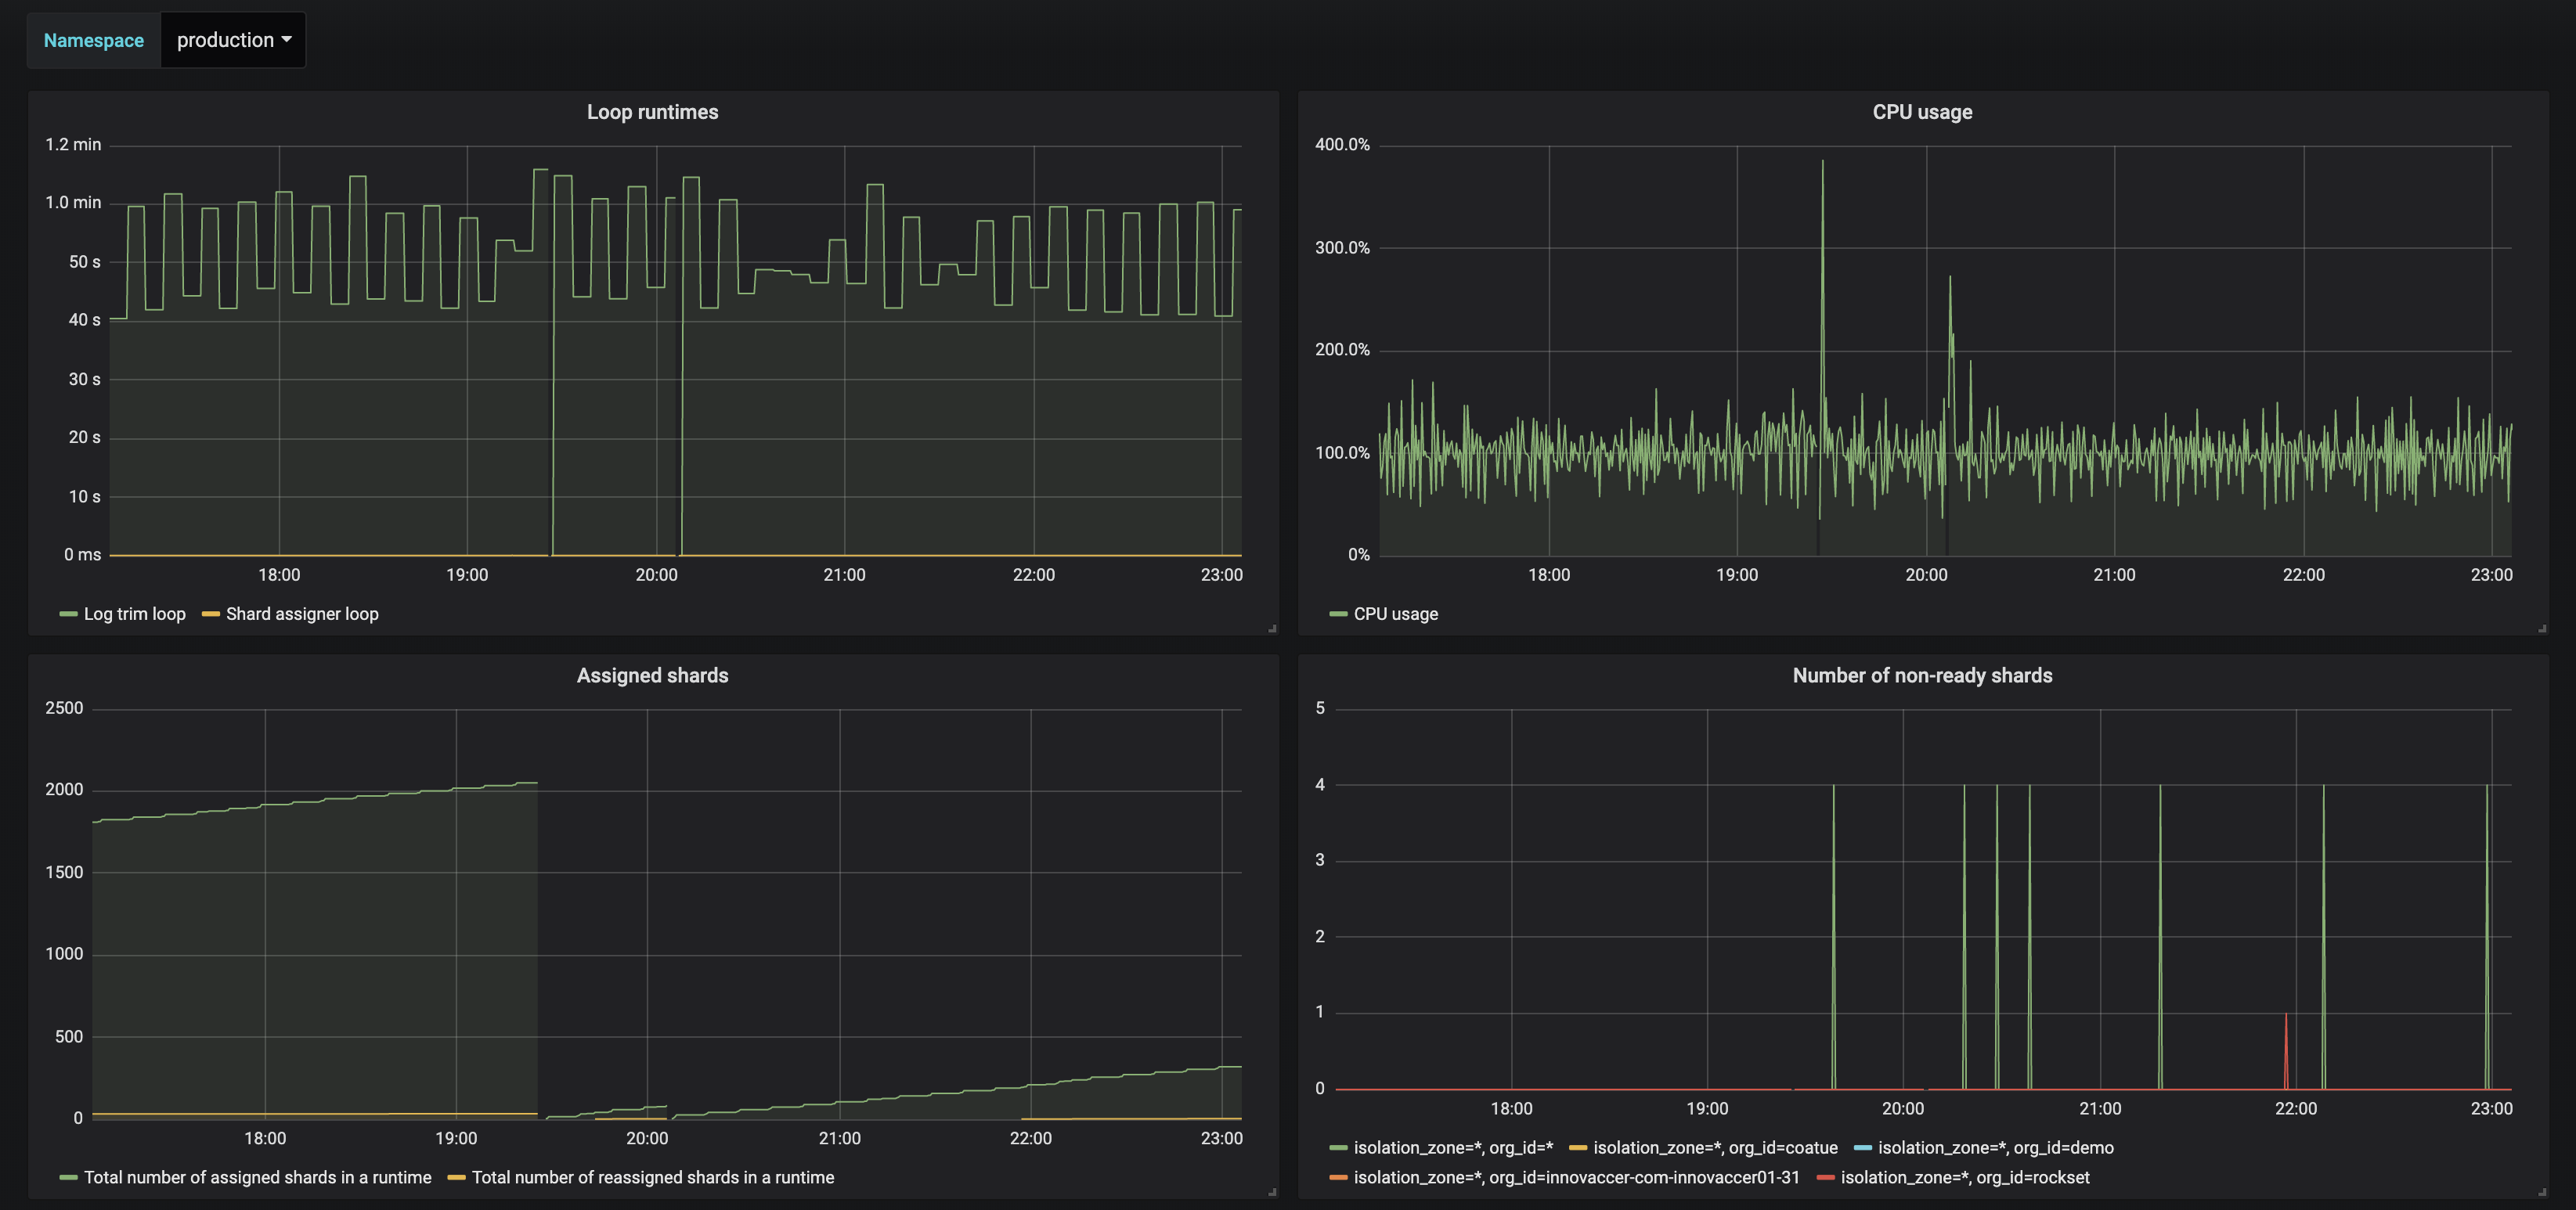 Namespace production
Loop runtimes
1.2 min
1.0 min
50 s
40 s
30 s
20 s
10 s
0 ms
18:00 19:00 20:00 21:00 22:00 23:00
Log trim loop Shard assigner loop
CPU usage
400.0%
300.0%
200.0%
100.0%
0%
18:00 19:00 20:00 21:00 22:00 23:00
CPU usage
Assigned shards
2500
2000
1500
1000
500
0
18:00 19:00 20:00 21:00 22:00 23:00
Total number of assigned shards in a runtime Total number of reassigned shards in a runtime
Number of non-ready shards
5
4
3
2
1
0
18:00 19:00 20:00 21:00 22:00 23:00
isolation_zone=*, org_id=* isolation_zone=*, org_id=coatue isolation_zone=*, org_id=demo
isolation_zone=*, org_id=innovaccer-com-innovaccer01-31 isolation_zone=*, org_id=rockset